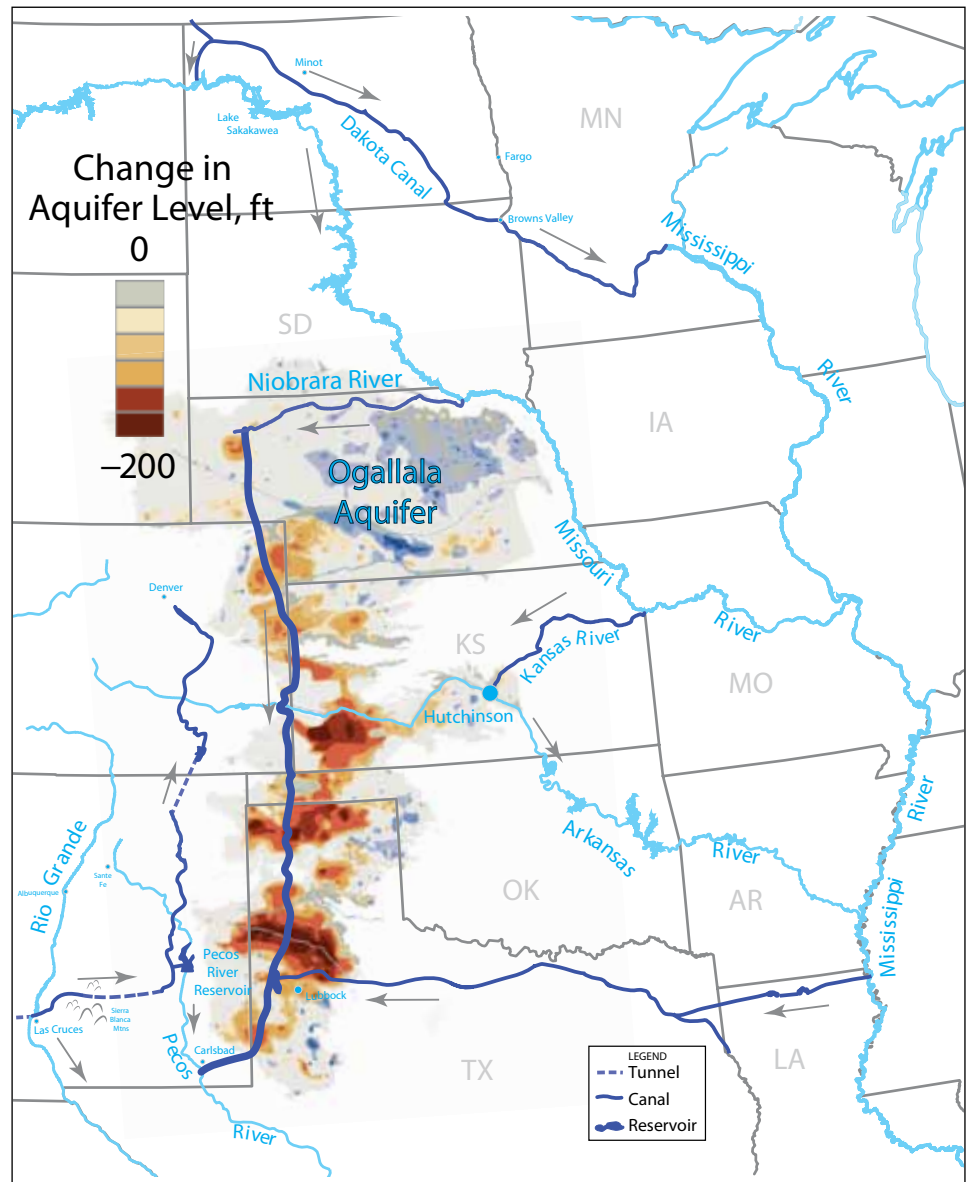 Minot
MN
Lake
Sakakawea
Dakota Canal
Fargo
Change in
Aquifer Level, ft
0
−200
Browns Valley
Mississippi
River
SD
Niobrara River
IA
Ogallala
Aquifer
Missouri
River
Denver
KS
Kansas River
MO
Hutchinson
Arkansas
River
River
Rio Grande
Albuquerque
Sante
Fe
OK
AR
Mississippi
Pecos
River
Reservoir
Lubbock
Las Cruces
Sierra
Blanca
Mtns
Pecos
River
Carlsbad
TX
LA
LEGEND
Tunnel
Canal
Reservoir